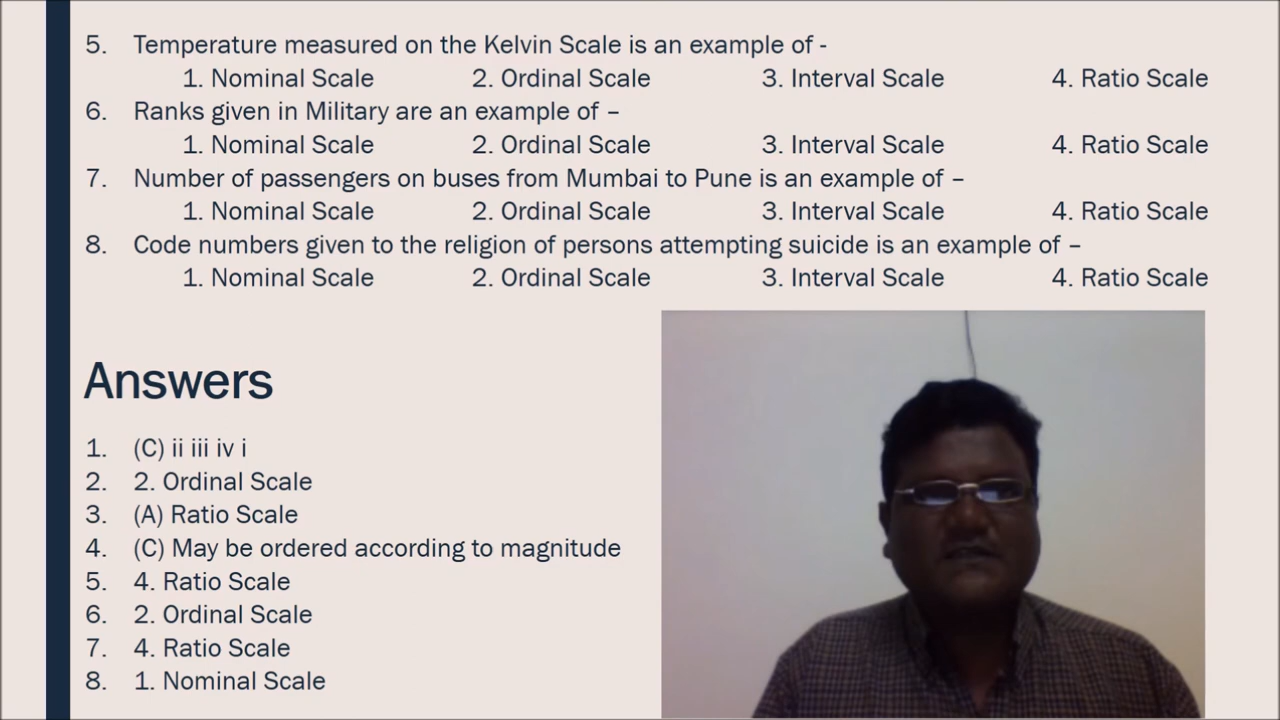 5. Temperature measured on the Kelvin Scale is an example of -
1. Nominal Scale 2. Ordinal Scale 3. Interval Scale 4. Ratio Scale
6. Ranks given in Military are an example of –
1. Nominal Scale 2. Ordinal Scale 3. Interval Scale 4. Ratio Scale
7. Number of passengers on buses from Mumbai to Pune is an example of –
1. Nominal Scale 2. Ordinal Scale 3. Interval Scale 4. Ratio Scale
8. Code numbers given to the religion of persons attempting suicide is an example of –
1. Nominal Scale 2. Ordinal Scale 3. Interval Scale 4. Ratio Scale
Answers
1. (C) ii iii iv i
2. 2. Ordinal Scale
3. (A) Ratio Scale
4. (C) May be ordered according to magnitude
5. 4. Ratio Scale
6. 2. Ordinal Scale
7. 4. Ratio Scale
8. 1. Nominal Scale